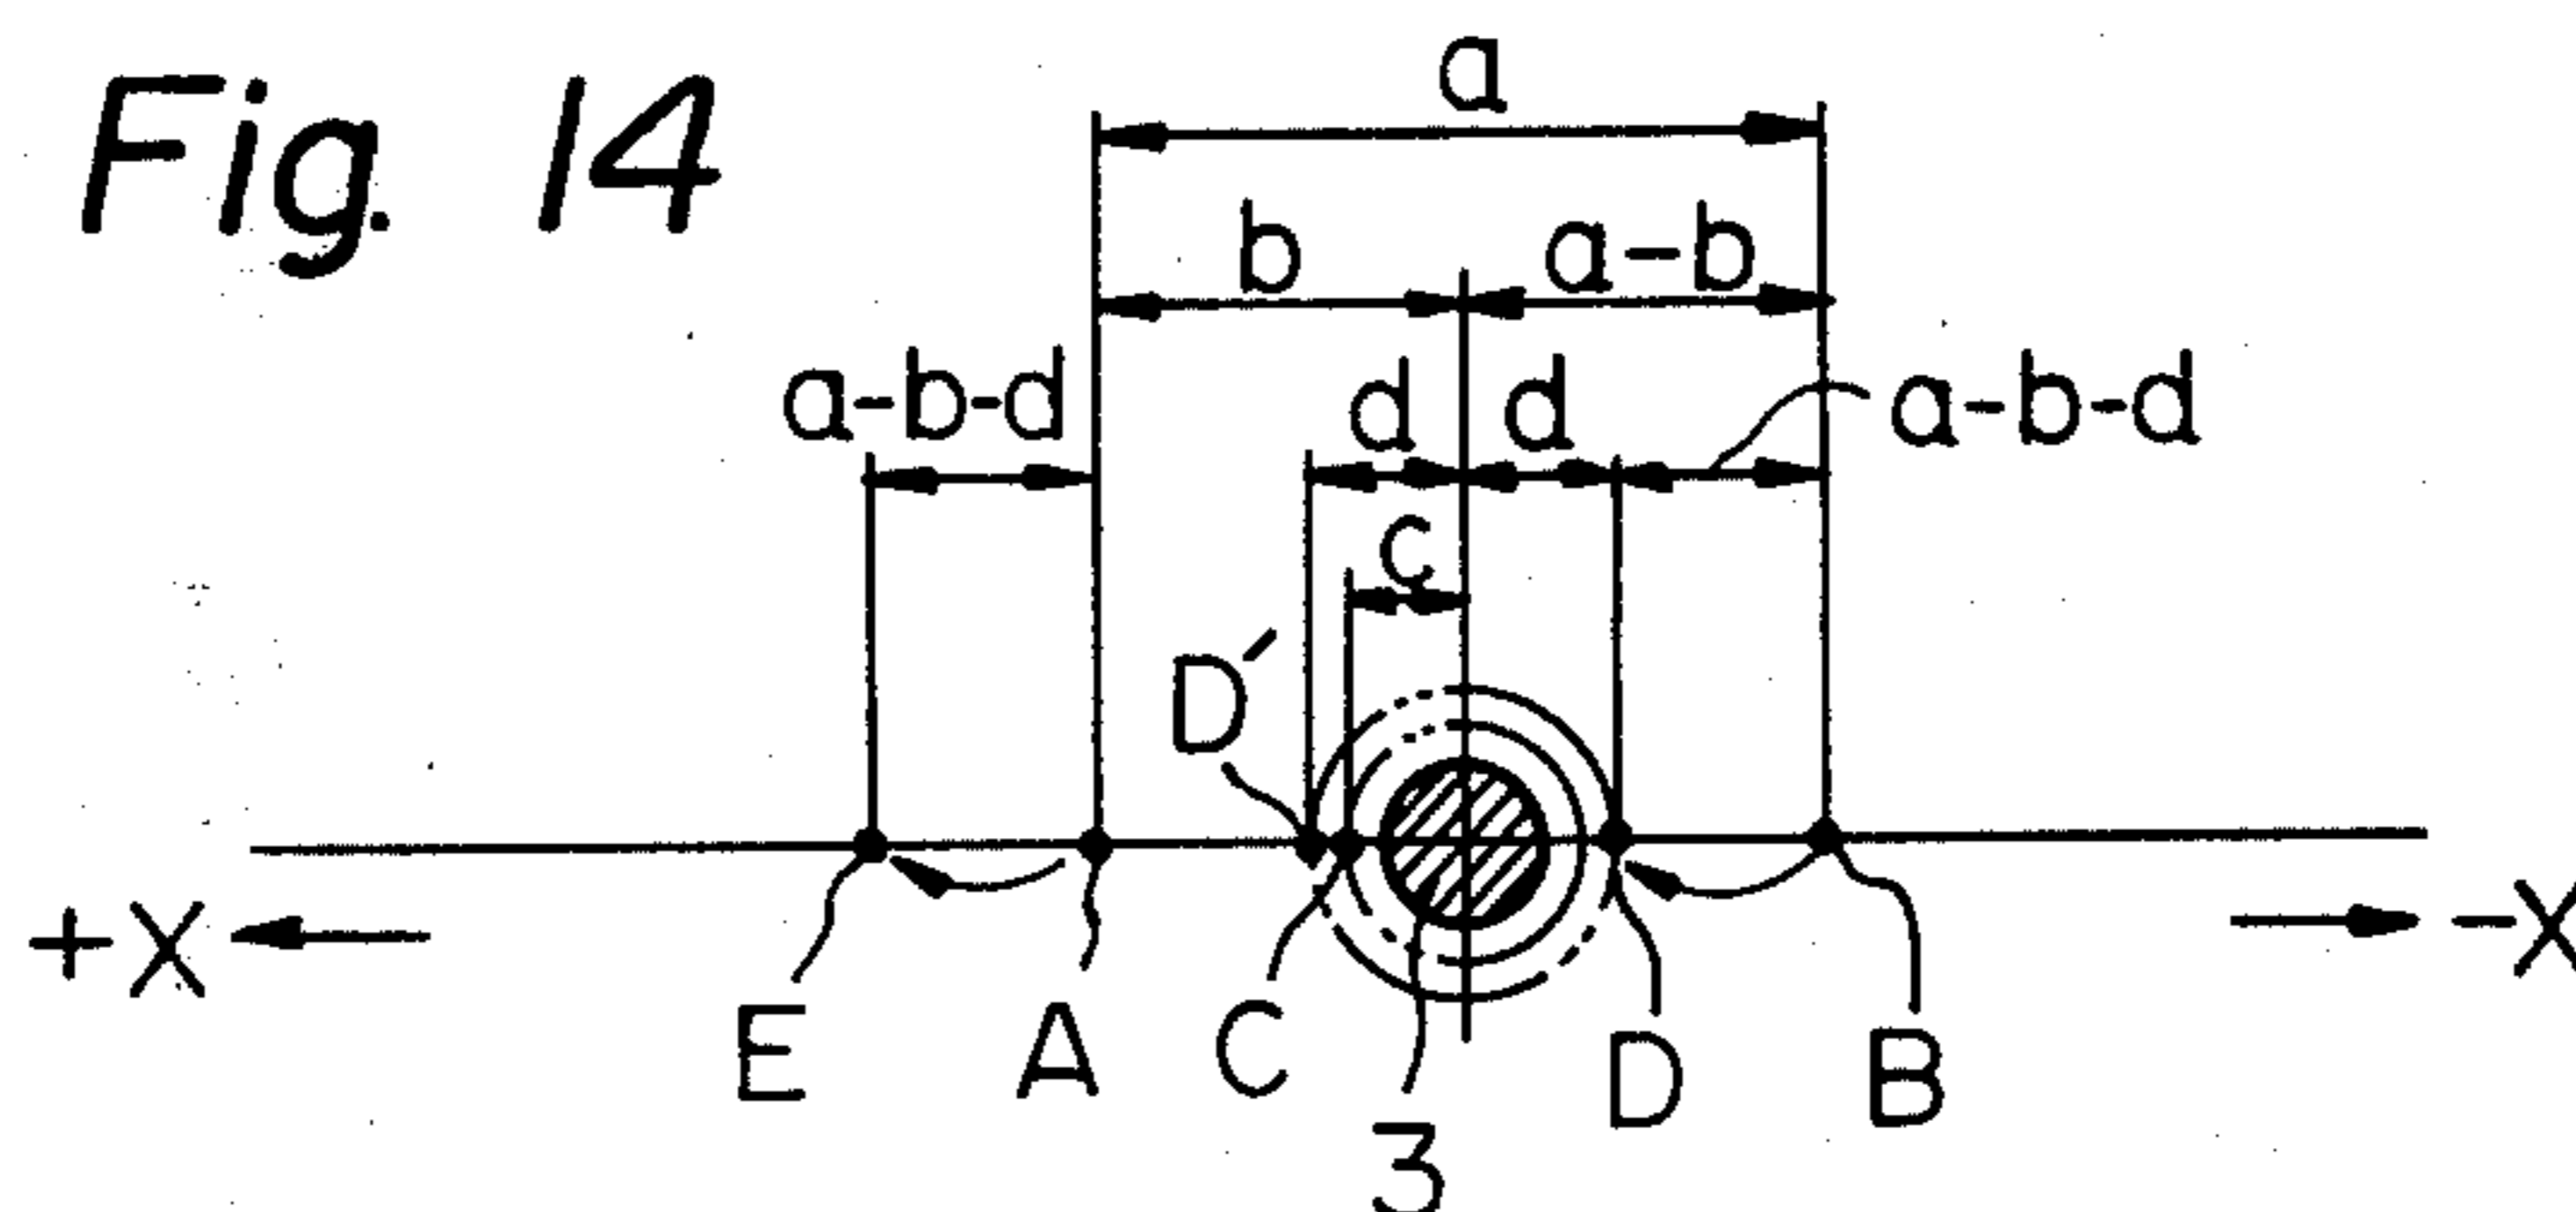 Fig. 14
a
b a-b
a-b-d d d a-b-d
c
D′
+X -X
E A C D B
3